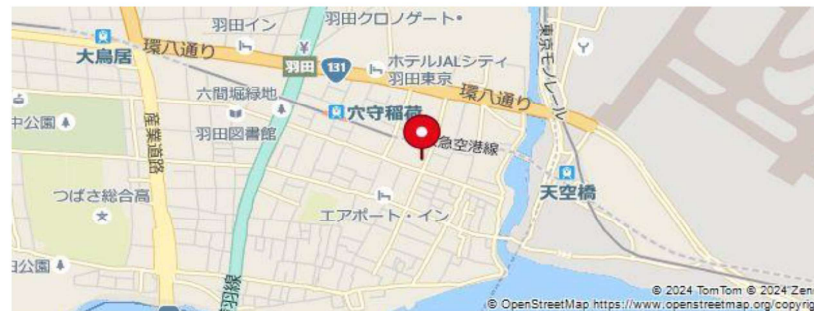 羽田イン
羽田クロノゲート
大鳥居
環八通り
ホテルJALシティ
羽田東京
羽田
131
六間堀緑地
穴守稲荷
環八通り
東京モノレール
中公園
羽田図書館
急空港線
産業道路
天空橋
つばさ総合高
エアポート・イン
公園
羽線
© 2024 TomTom © 2024 Zen
© OpenStreetMap https://www.openstreetmap.org/copyrig